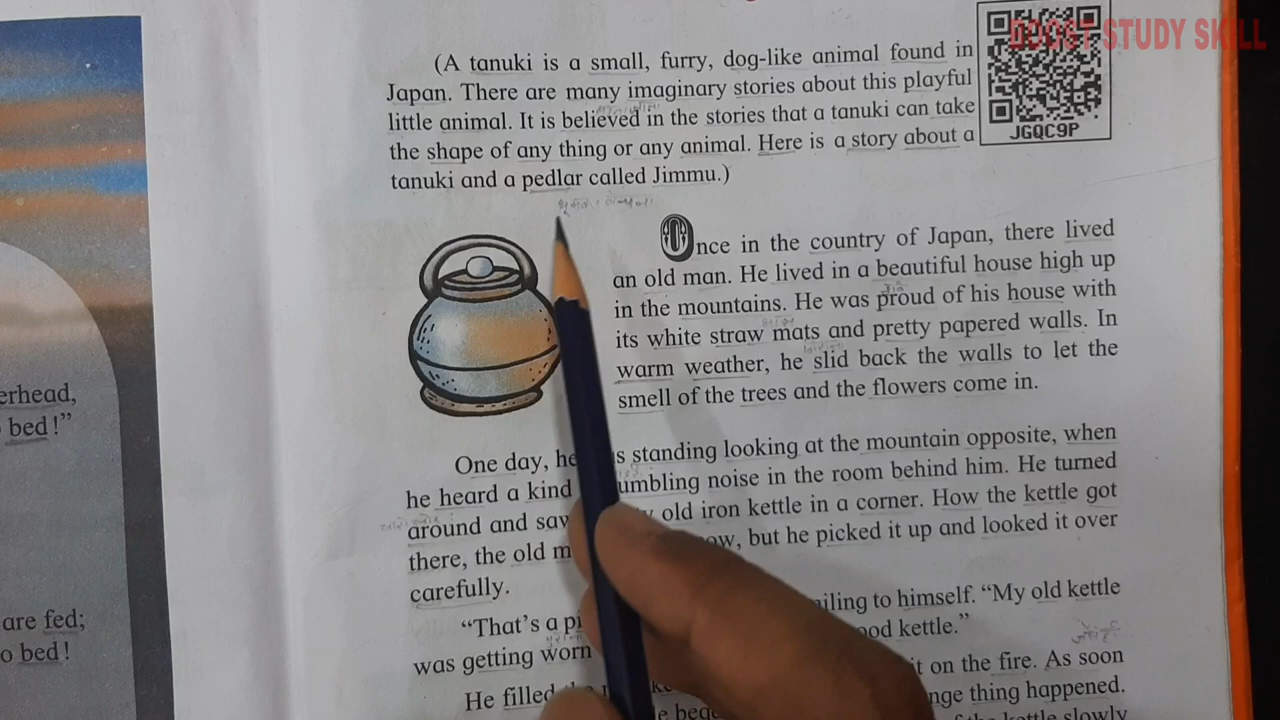 BOOST STUDY SKILL
(A tanuki is a small, furry, dog-like animal found in
Japan. There are many imaginary stories about this playful
little animal. It is believed in the stories that a tanuki can take
the shape of any thing or any animal. Here is a story about a
tanuki and a pedlar called Jimmu.)
JGQC9P
Once in the country of Japan, there lived
an old man. He lived in a beautiful house high up
in the mountains. He was proud of his house with
its white straw mats and pretty papered walls. In
warm weather, he slid back the walls to let the
smell of the trees and the flowers come in.
One day, he s standing looking at the mountain opposite, when
he heard a kind umbling noise in the room behind him. He turned
around and saw old iron kettle in a corner. How the kettle got
there, the old m ow, but he picked it up and looked it over
carefully.
iling to himself. “My old kettle
“That’s a pi ood kettle.”
was getting worn
it on the fire. As soon
He filled nge thing happened.
the kettle slowly
erhead,
bed!”
are fed;
o bed!